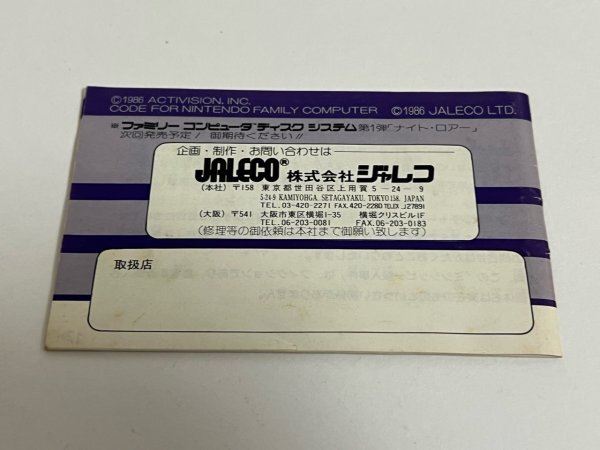 ©1986 ACTIVISION, INC.
CODE FOR NINTENDO FAMILY COMPUTER ©1986 JALECO LTD.
※ファミリー コンピュータ ディスク システム第1弾「ナイト・ロアー」
次回発売予定! 御期待ください!!
企画・制作・お問い合わせは
JALECO® 株式会社 ジャレコ
(本社) 〒158 東京都世田谷区上用賀5-24-9
5-24-9 KAMIYOHGA, SETAGAYAKU, TOKYO 158, JAPAN
TEL.03-420-2271 FAX.420-2280 TELEX J27891
(大阪) 〒541 大阪市東区横堀1-35 横堀クリスビル1F
TEL.06-203-0081 FAX.06-203-0183
(修理等の御依頼は本社まで御願い致します)
取扱店